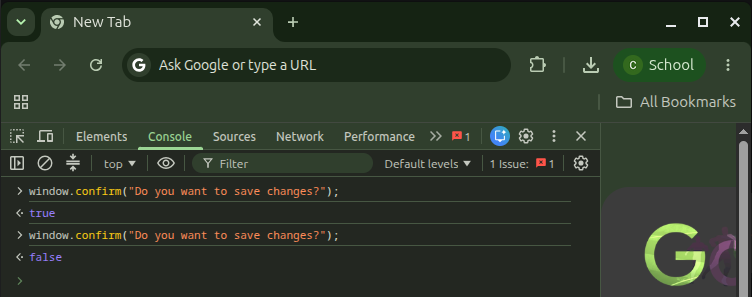 New Tab
Ask Google or type a URL
C School
All Bookmarks
Elements Console Sources Network Performance 1
top Filter Default levels 1 Issue: 1
window.confirm("Do you want to save changes?");
true
window.confirm("Do you want to save changes?");
false